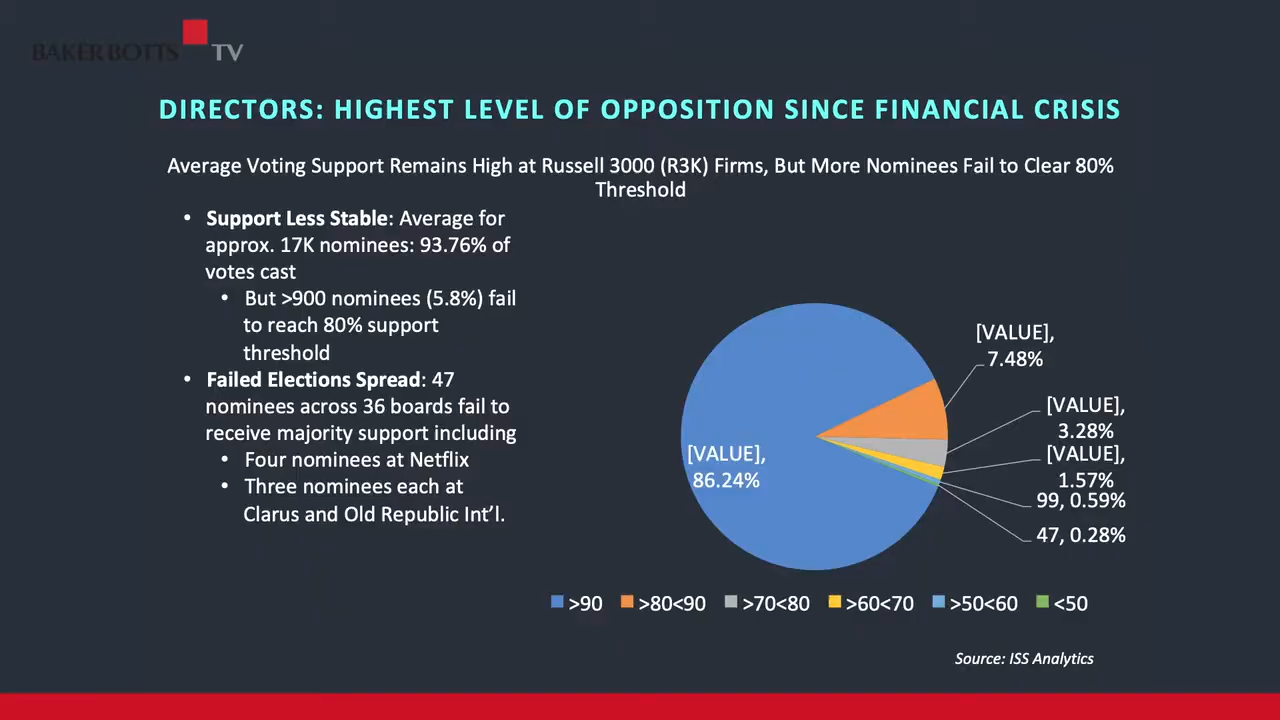 BAKER BOTTS TV
DIRECTORS: HIGHEST LEVEL OF OPPOSITION SINCE FINANCIAL CRISIS
Average Voting Support Remains High at Russell 3000 (R3K) Firms, But More Nominees Fail to Clear 80%
Threshold
• Support Less Stable: Average for
approx. 17K nominees: 93.76% of
votes cast
• But >900 nominees (5.8%) fail
to reach 80% support
threshold
• Failed Elections Spread: 47
nominees across 36 boards fail to
receive majority support including
• Four nominees at Netflix
• Three nominees each at
Clarus and Old Republic Int’l.
[VALUE],
7.48%
[VALUE],
3.28%
[VALUE],
1.57%
99, 0.59%
47, 0.28%
[VALUE],
86.24%
>90 >80<90 >70<80 >60<70 >50<60 <50
Source: ISS Analytics